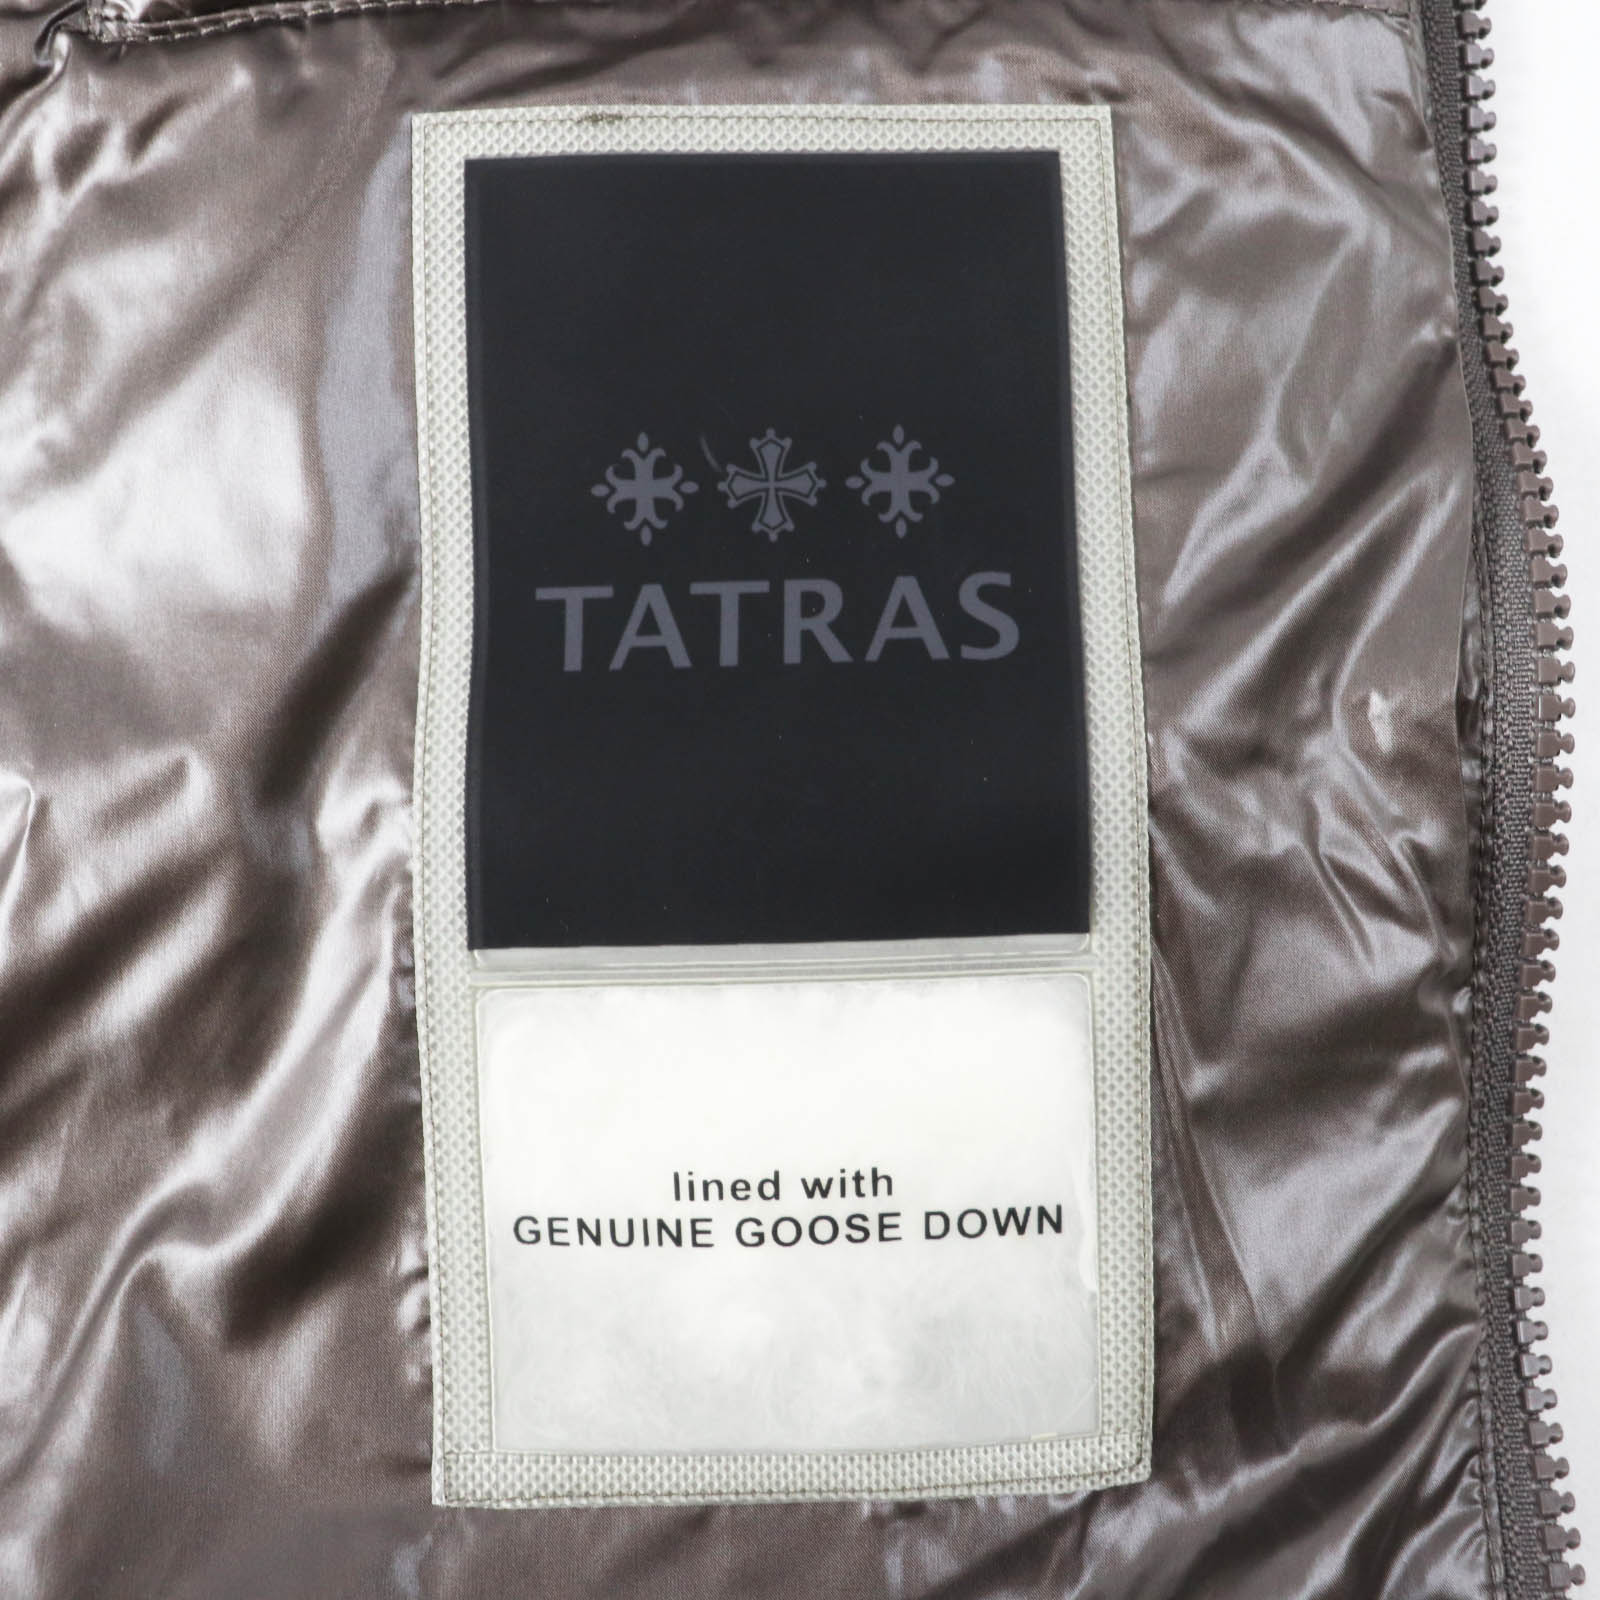 TATRAS
lined with
GENUINE GOOSE DOWN